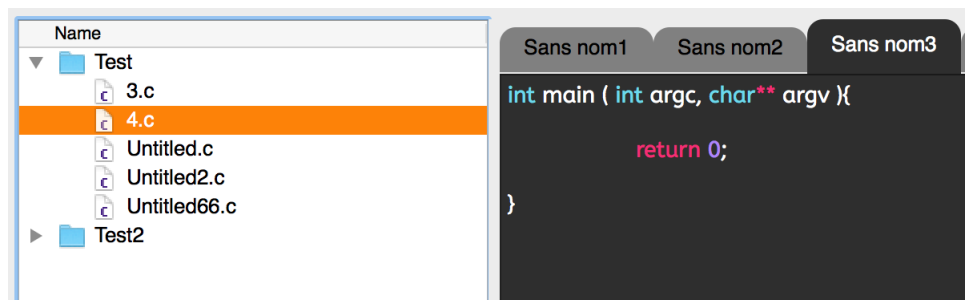 Name
Test
3.c
4.c
Untitled.c
Untitled2.c
Untitled66.c
Test2
Sans nom1 Sans nom2 Sans nom3
int main ( int argc, char** argv ){
return 0;
}